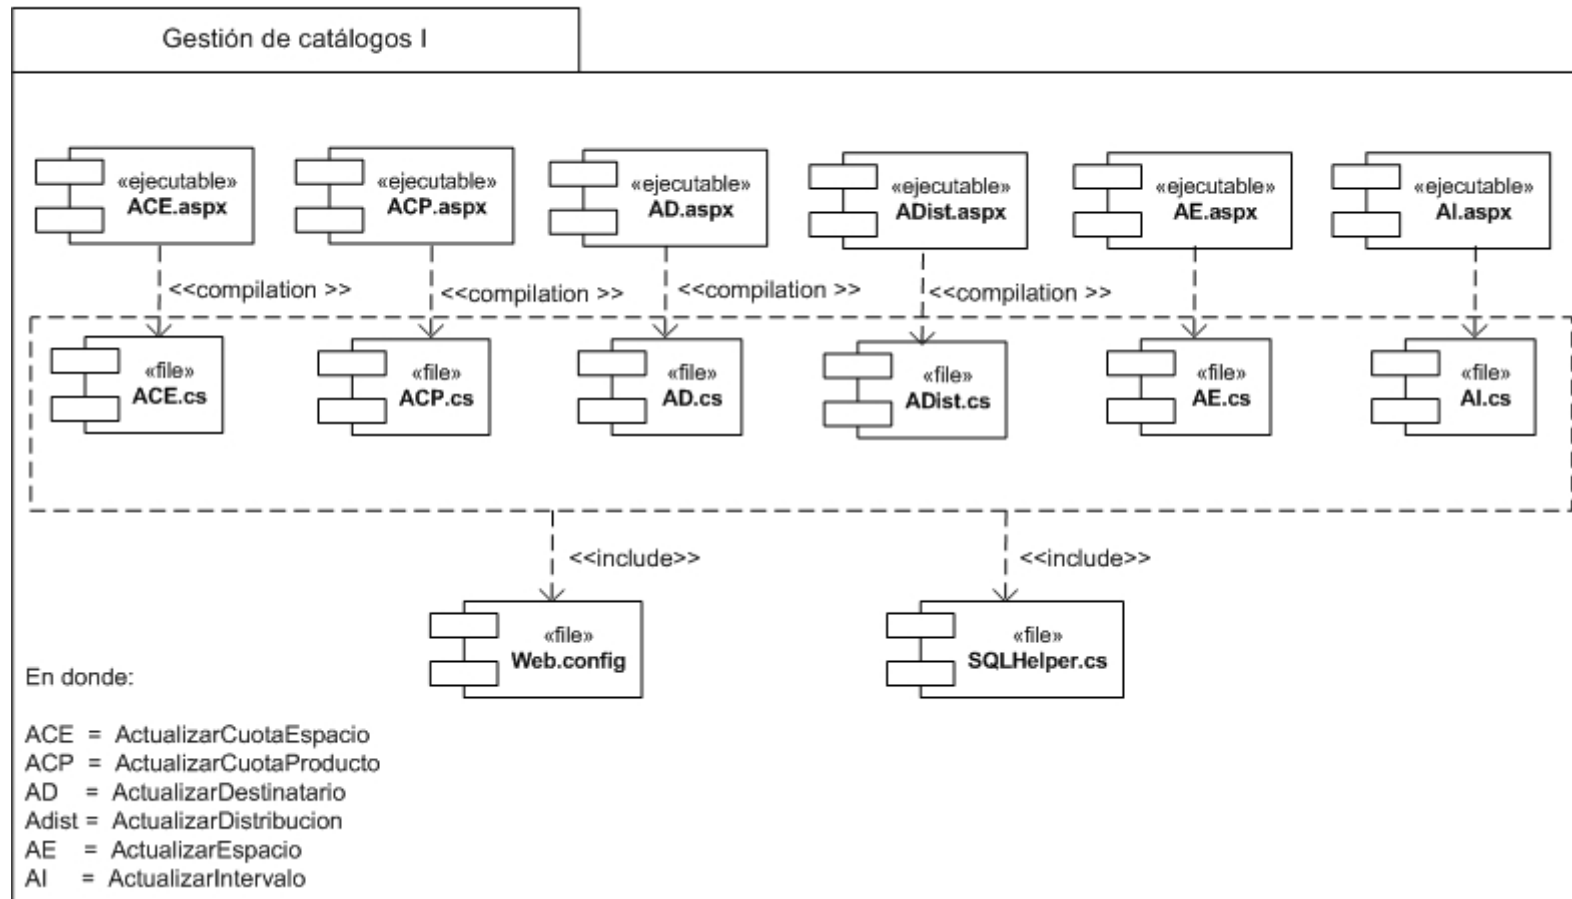 Gestión de catálogos I
«ejecutable»
ACE.aspx
«ejecutable»
ACP.aspx
«ejecutable»
AD.aspx
«ejecutable»
ADist.aspx
«ejecutable»
AE.aspx
«ejecutable»
AI.aspx
<<compilation >>
<<compilation >>
<<compilation >>
<<compilation >>
«file»
ACE.cs
«file»
ACP.cs
«file»
AD.cs
«file»
ADist.cs
«file»
AE.cs
«file»
AI.cs
<<include>>
<<include>>
«file»
Web.config
«file»
SQLHelper.cs
En donde:
ACE = ActualizarCuotaEspacio
ACP = ActualizarCuotaProducto
AD = ActualizarDestinatario
Adist = ActualizarDistribucion
AE = ActualizarEspacio
AI = ActualizarIntervalo